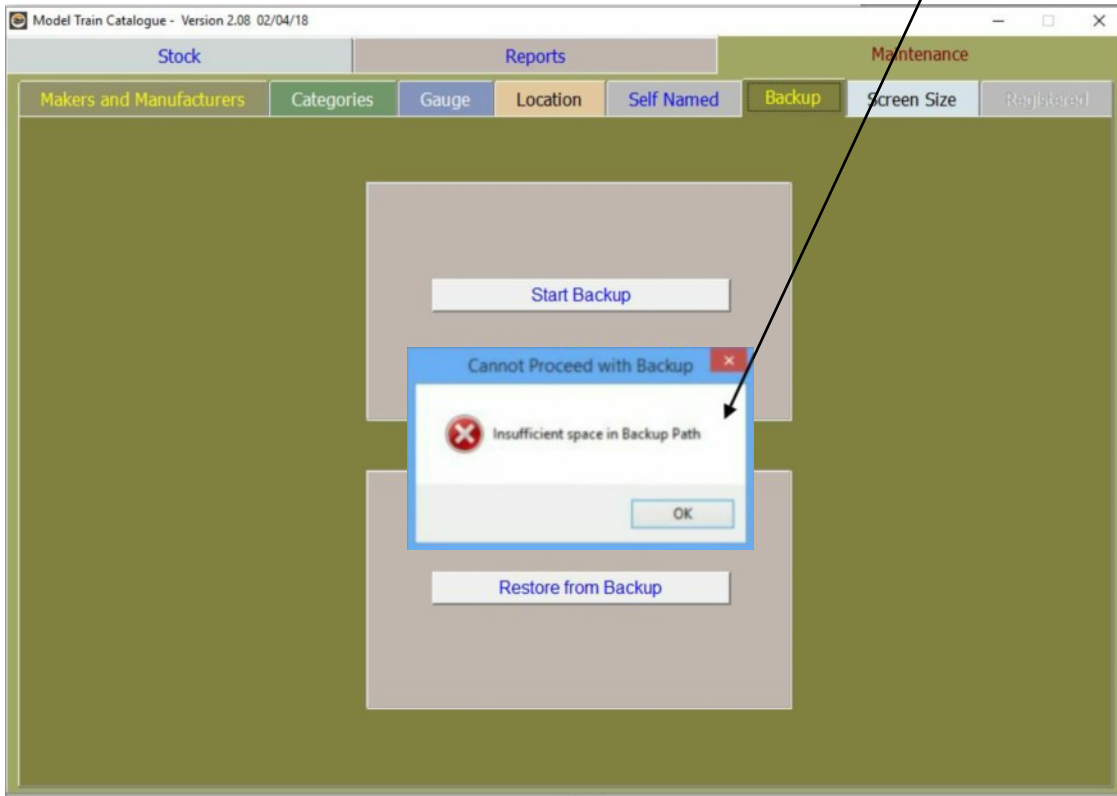 Model Train Catalogue - Version 2.08 02/04/18
Stock Reports Maintenance
Makers and Manufacturers Categories Gauge Location Self Named Backup Screen Size Registered
Start Backup
Cannot Proceed with Backup
Insufficient space in Backup Path
OK
Restore from Backup